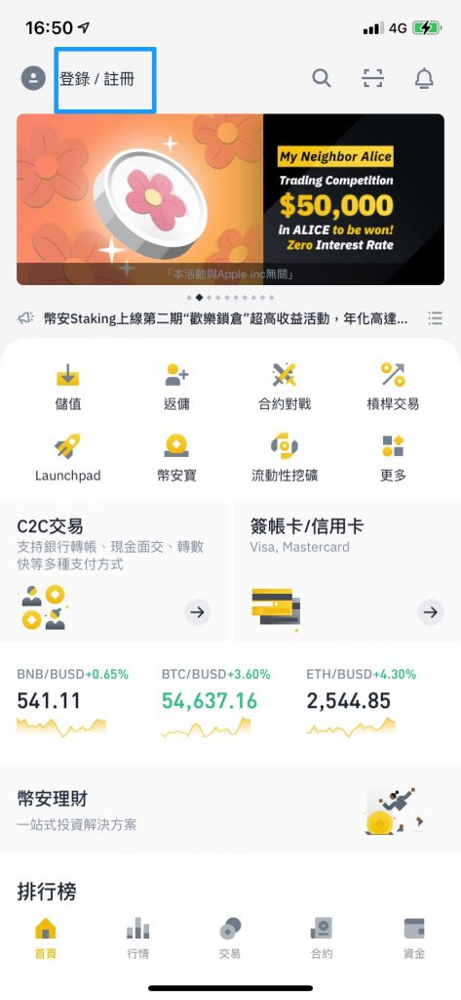 16:50
4G
登錄 / 註冊
My Neighbor Alice
Trading Competition
$50,000
in ALICE to be won!
Zero Interest Rate
「本活動與Apple Inc無關」
幣安Staking上線第二期“歡樂鎖倉”超高收益活動，年化高達...
儲值
返傭
合約對戰
槓桿交易
Launchpad
幣安寶
流動性挖礦
更多
C2C交易
支持銀行轉帳、現金面交、轉數
快等多種支付方式
簽帳卡/信用卡
Visa, Mastercard
BNB/BUSD+0.65%
541.11
BTC/BUSD+3.60%
54,637.16
ETH/BUSD+4.30%
2,544.85
幣安理財
一站式投資解決方案
排行榜
首頁
行情
交易
合約
資金